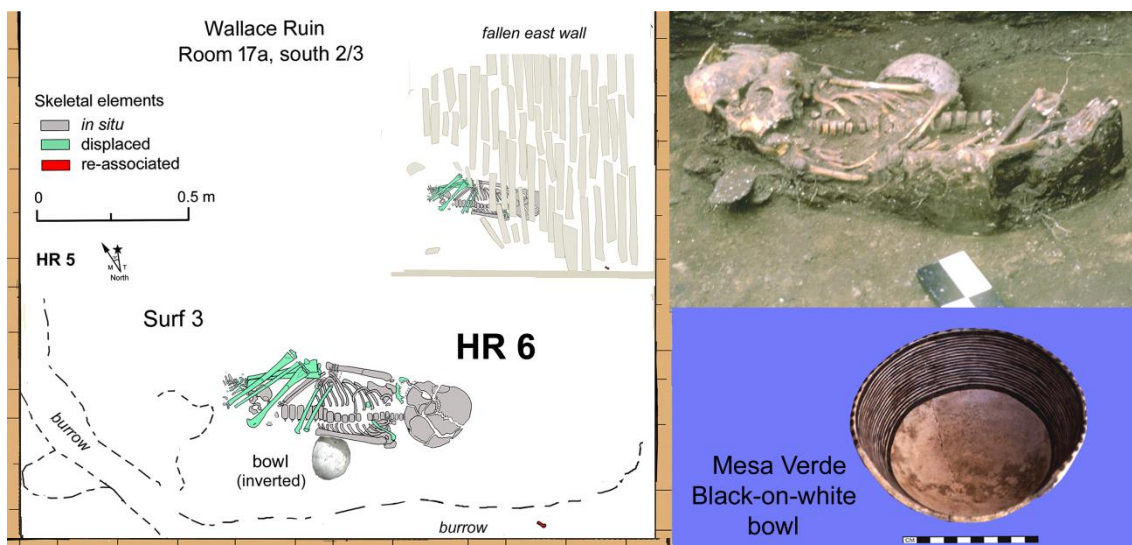 Wallace Ruin
Room 17a, south 2/3
fallen east wall
Skeletal elements
in situ
displaced
re-associated
0 0.5 m
HR 5
M T
North
Surf 3
HR 6
burrow
bowl
(inverted)
burrow
Mesa Verde
Black-on-white
bowl
CM